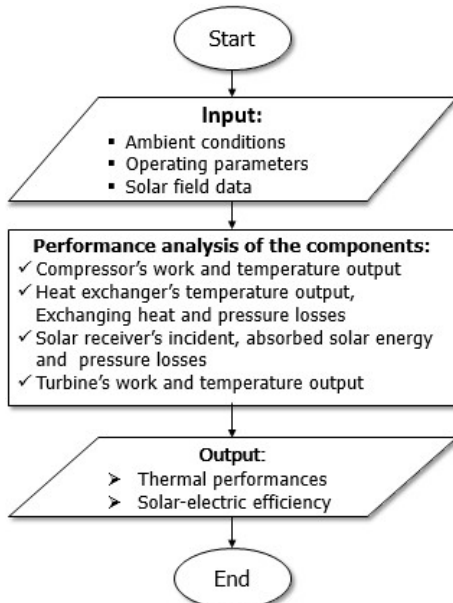 Start
Input:
▪ Ambient conditions
▪ Operating parameters
▪ Solar field data
Performance analysis of the components:
✓ Compressor's work and temperature output
✓ Heat exchanger's temperature output,
Exchanging heat and pressure losses
✓ Solar receiver's incident, absorbed solar energy
and pressure losses
✓ Turbine's work and temperature output
Output:
➢ Thermal performances
➢ Solar-electric efficiency
End